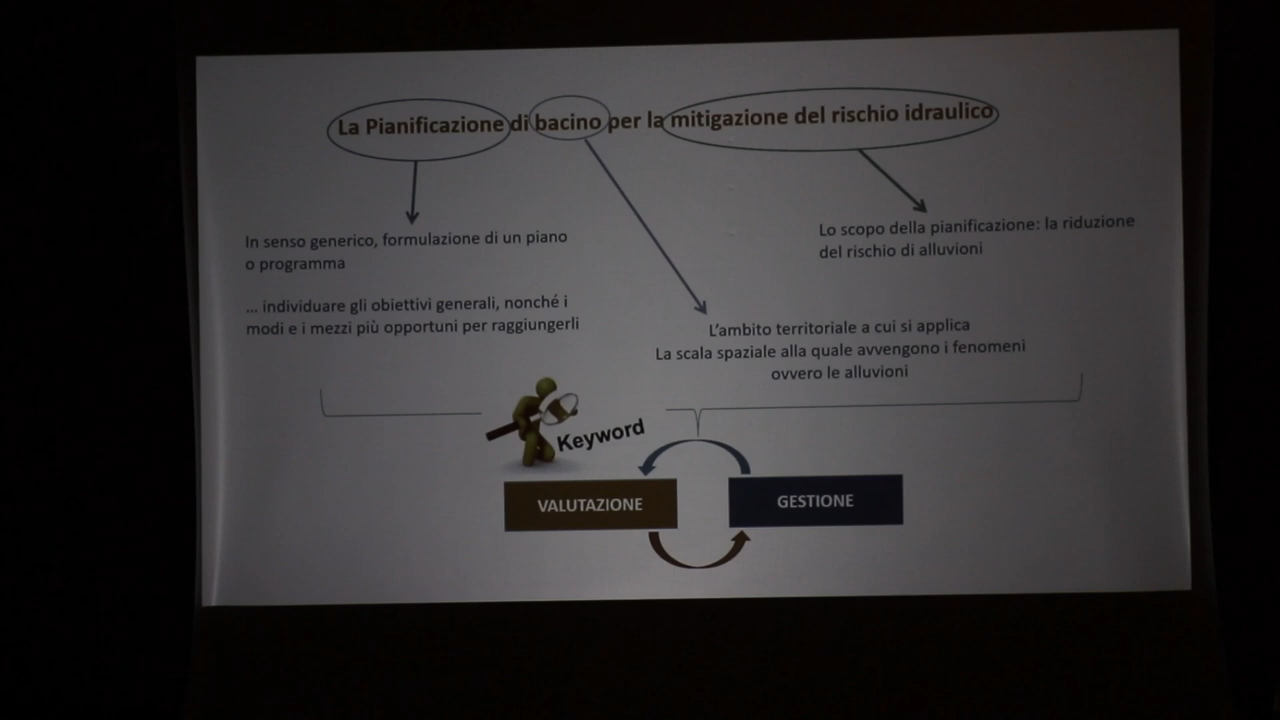 La Pianificazione di bacino per la mitigazione del rischio idraulico
In senso generico, formulazione di un piano
o programma
… individuare gli obiettivi generali, nonché i
modi e i mezzi più opportuni per raggiungerli
Lo scopo della pianificazione: la riduzione
del rischio di alluvioni
L'ambito territoriale a cui si applica
La scala spaziale alla quale avvengono i fenomeni
ovvero le alluvioni
Keyword
VALUTAZIONE
GESTIONE